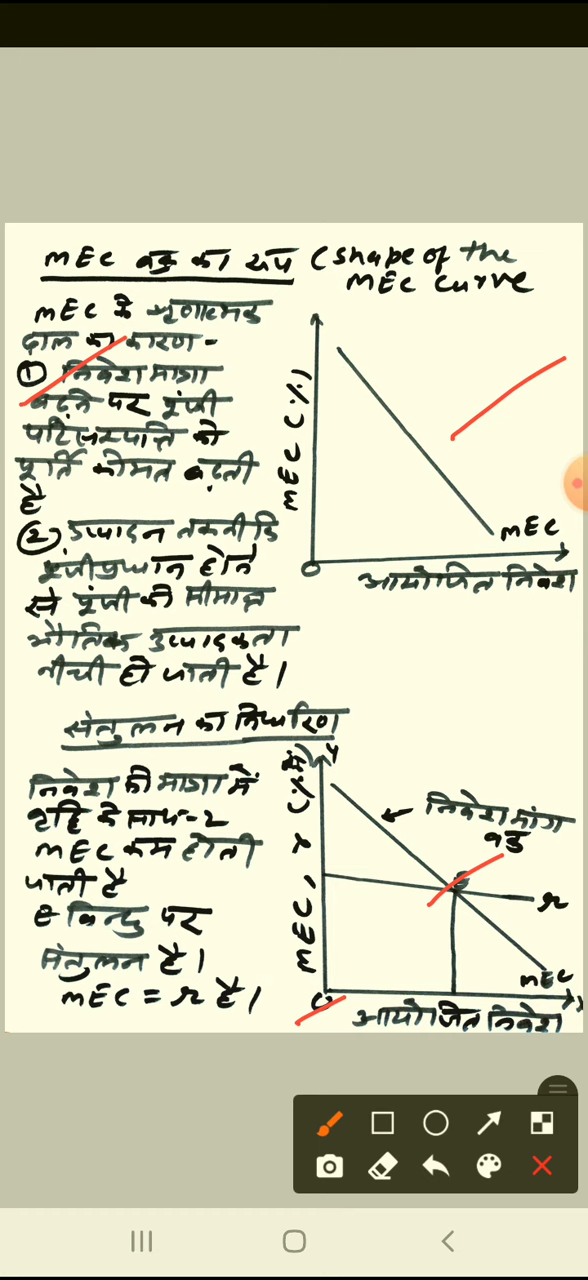 MEC वक्र का रूप (shape of the
MEC curve
MEC के ऋणात्मक
ढाल का कारण-
① निवेश मात्रा
बढ़ने पर पूंजी
परिसम्पत्ति की
पूर्ति कीमत बढ़ती
है
② उत्पादन तकनीकि
पूंजीप्रधान होने
से पूंजी की सीमान्त
भौतिक उत्पादकता
नीची हो जाती है।
MEC (%)
MEC
O
आयोजित निवेश
संतुलन का निर्धारण
निवेश की मात्रा में
वृद्धि के साथ-2
MEC कम होती
जाती है
E बिन्दु पर
संतुलन है।
MEC = r है।
Y
MEC, r (% में)
निवेश मांग
वक्र
E
r
MEC
O
X
आयोजित निवेश